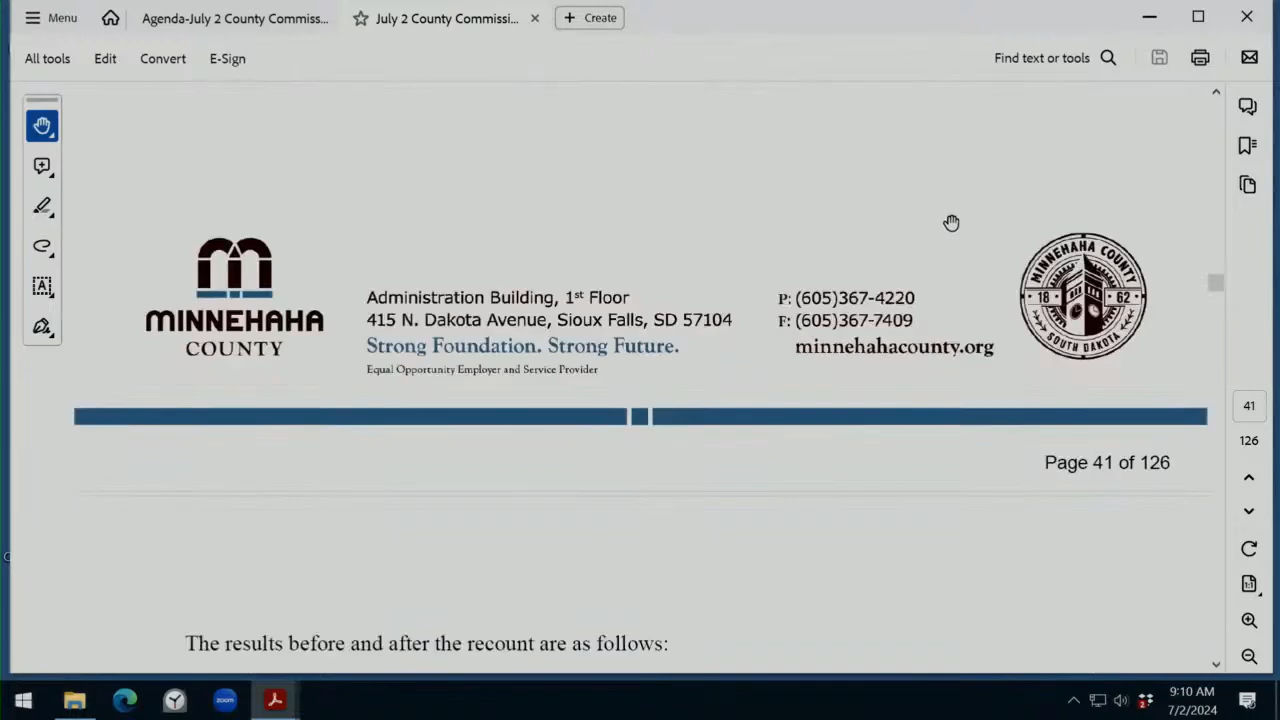 Menu
Agenda-July 2 County Commiss...
July 2 County Commissi...
Create
All tools
Edit
Convert
E-Sign
Find text or tools
MINNEHAHA
COUNTY
Administration Building, 1st Floor
415 N. Dakota Avenue, Sioux Falls, SD 57104
Strong Foundation. Strong Future.
Equal Opportunity Employer and Service Provider
P: (605)367-4220
F: (605)367-7409
minnehahacounty.org
MINNEHAHA COUNTY
18 62
SOUTH DAKOTA
41
126
Page 41 of 126
The results before and after the recount are as follows:
zoom
2
9:10 AM
7/2/2024